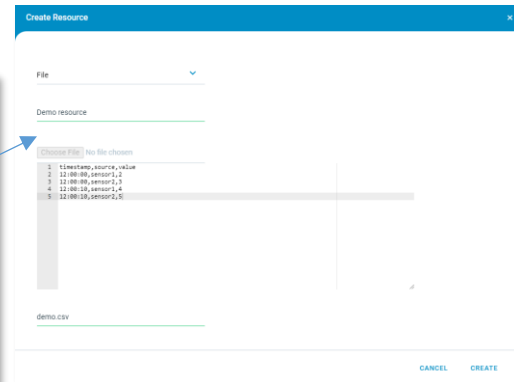 Create Resource ×
File
Demo resource
Choose File No file chosen
1 timestamp,source,value
2 12:00:00,sensor1,2
3 12:00:00,sensor2,3
4 12:00:10,sensor1,4
5 12:00:10,sensor2,5
demo.csv
CANCEL CREATE